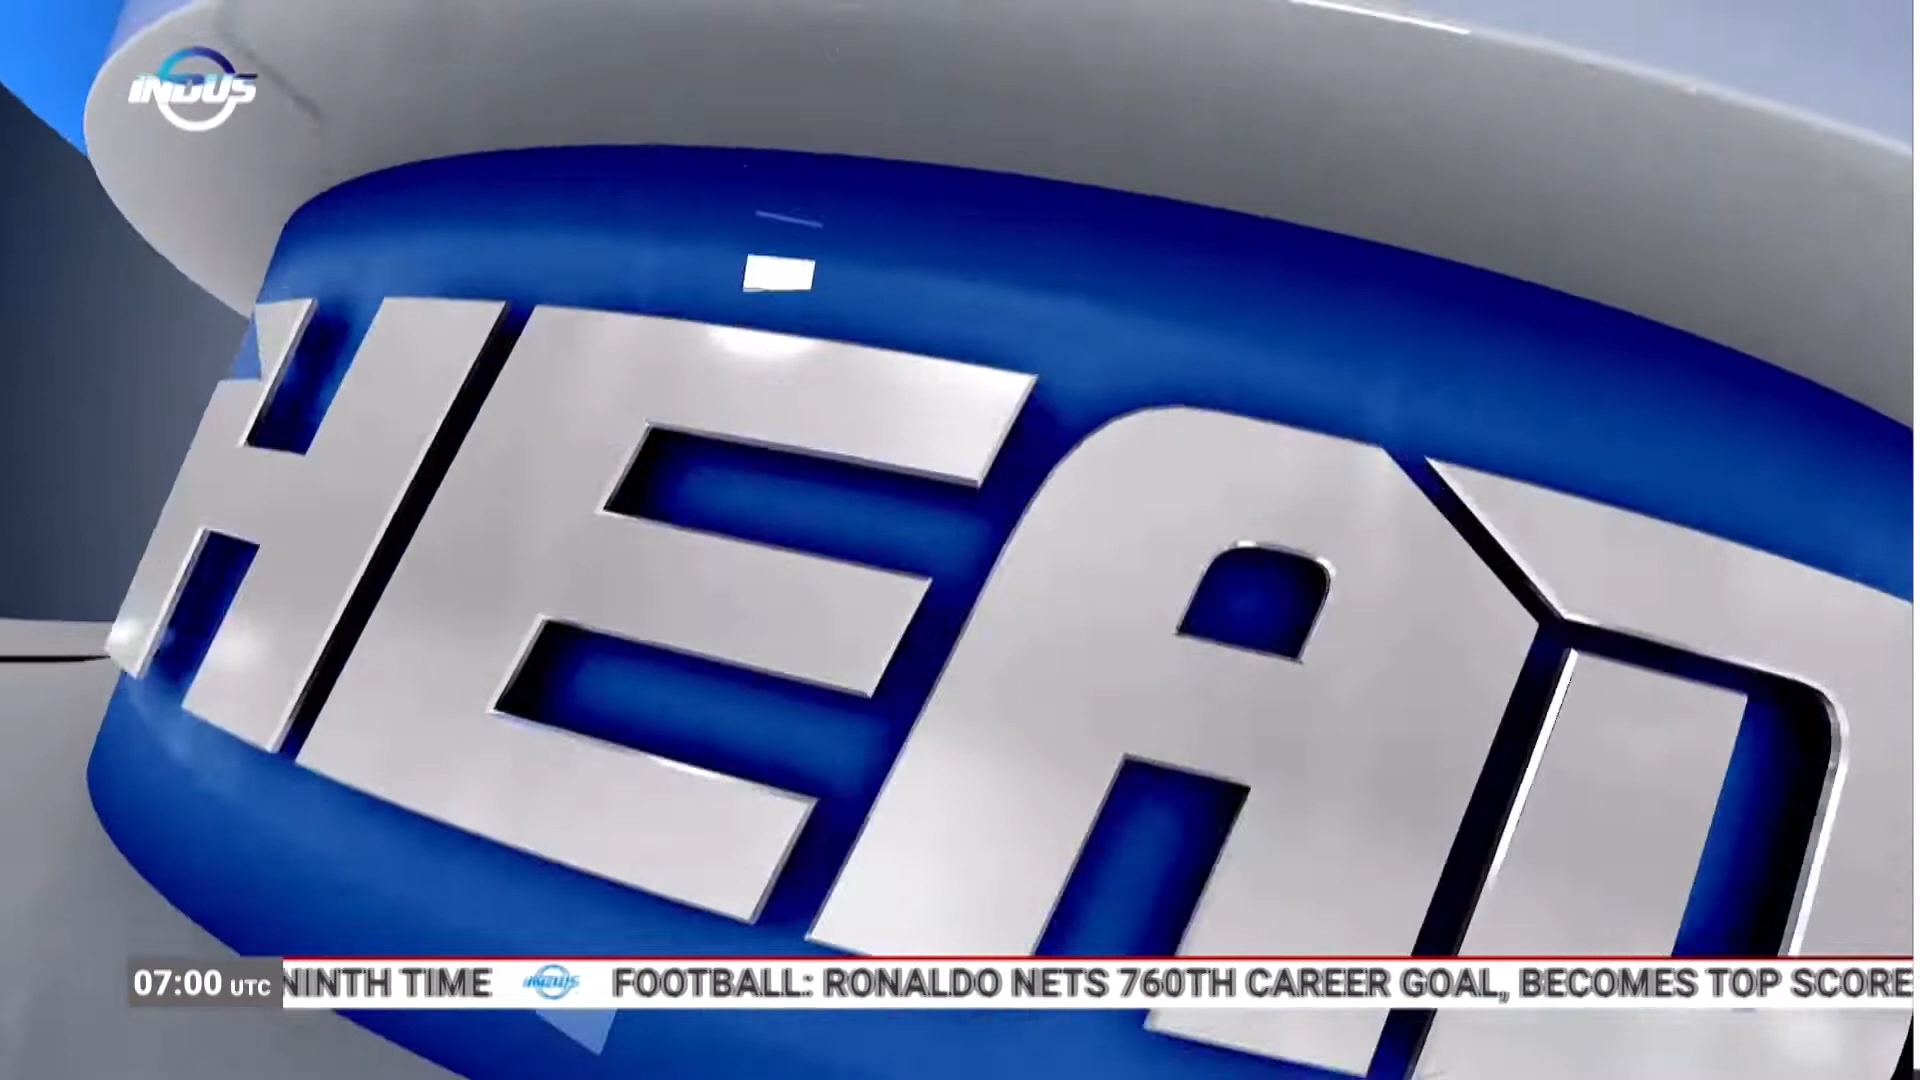 INDUS
HEAD
07:00 UTC NINTH TIME INDUS FOOTBALL: RONALDO NETS 760TH CAREER GOAL, BECOMES TOP SCORE